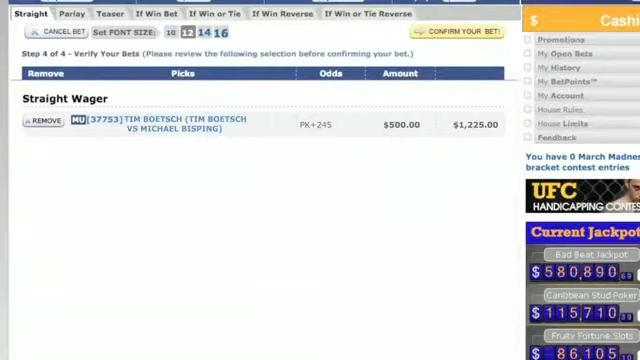 Straight Parlay Teaser If Win Bet If Win or Tie If Win Reverse If Win or Tie Reverse
CANCEL BET Set FONT SIZE: 10 12 14 16 CONFIRM YOUR BET!
Step 4 of 4 - Verify Your Bets (Please review the following selection before confirming your bet.)
Remove Picks Odds Amount
Straight Wager
REMOVE MU[37753]TIM BOETSCH (TIM BOETSCH
VS MICHAEL BISPING)
PK+245 $500.00 $1,225.00
$ Cashi
Promotions
My Open Bets
My History
My BetPoints™
My Account
House Rules
House Limits
Feedback
You have 0 March Madnes
bracket contest entries
UFC
HANDICAPPING CONTES
Current Jackpot
Bad Beat Jackpot
$580,890.69
Caribbean Stud Poker
$115,710
Fruity Fortune Slots
$86,105